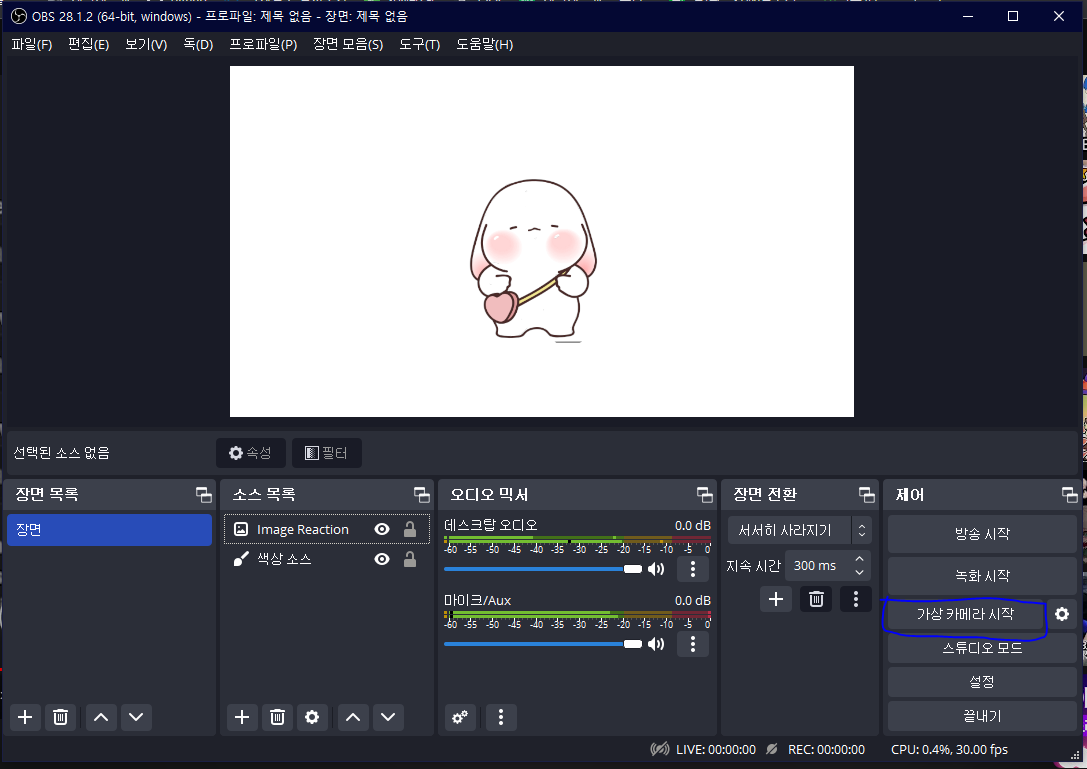 OBS 28.1.2 (64-bit, windows) - 프로파일: 제목 없음 - 장면: 제목 없음
파일(F) 편집(E) 보기(V) 독(D) 프로파일(P) 장면 모음(S) 도구(T) 도움말(H)
선택된 소스 없음 속성 필터
장면 목록
장면
소스 목록
Image Reaction
색상 소스
오디오 믹서
데스크탑 오디오 0.0 dB
-60 -55 -50 -45 -40 -35 -30 -25 -20 -15 -10 -5 0
마이크/Aux 0.0 dB
-60 -55 -50 -45 -40 -35 -30 -25 -20 -15 -10 -5 0
장면 전환
서서히 사라지기
지속 시간 300 ms
제어
방송 시작
녹화 시작
가상 카메라 시작
스튜디오 모드
설정
끝내기
LIVE: 00:00:00 REC: 00:00:00 CPU: 0.4%, 30.00 fps